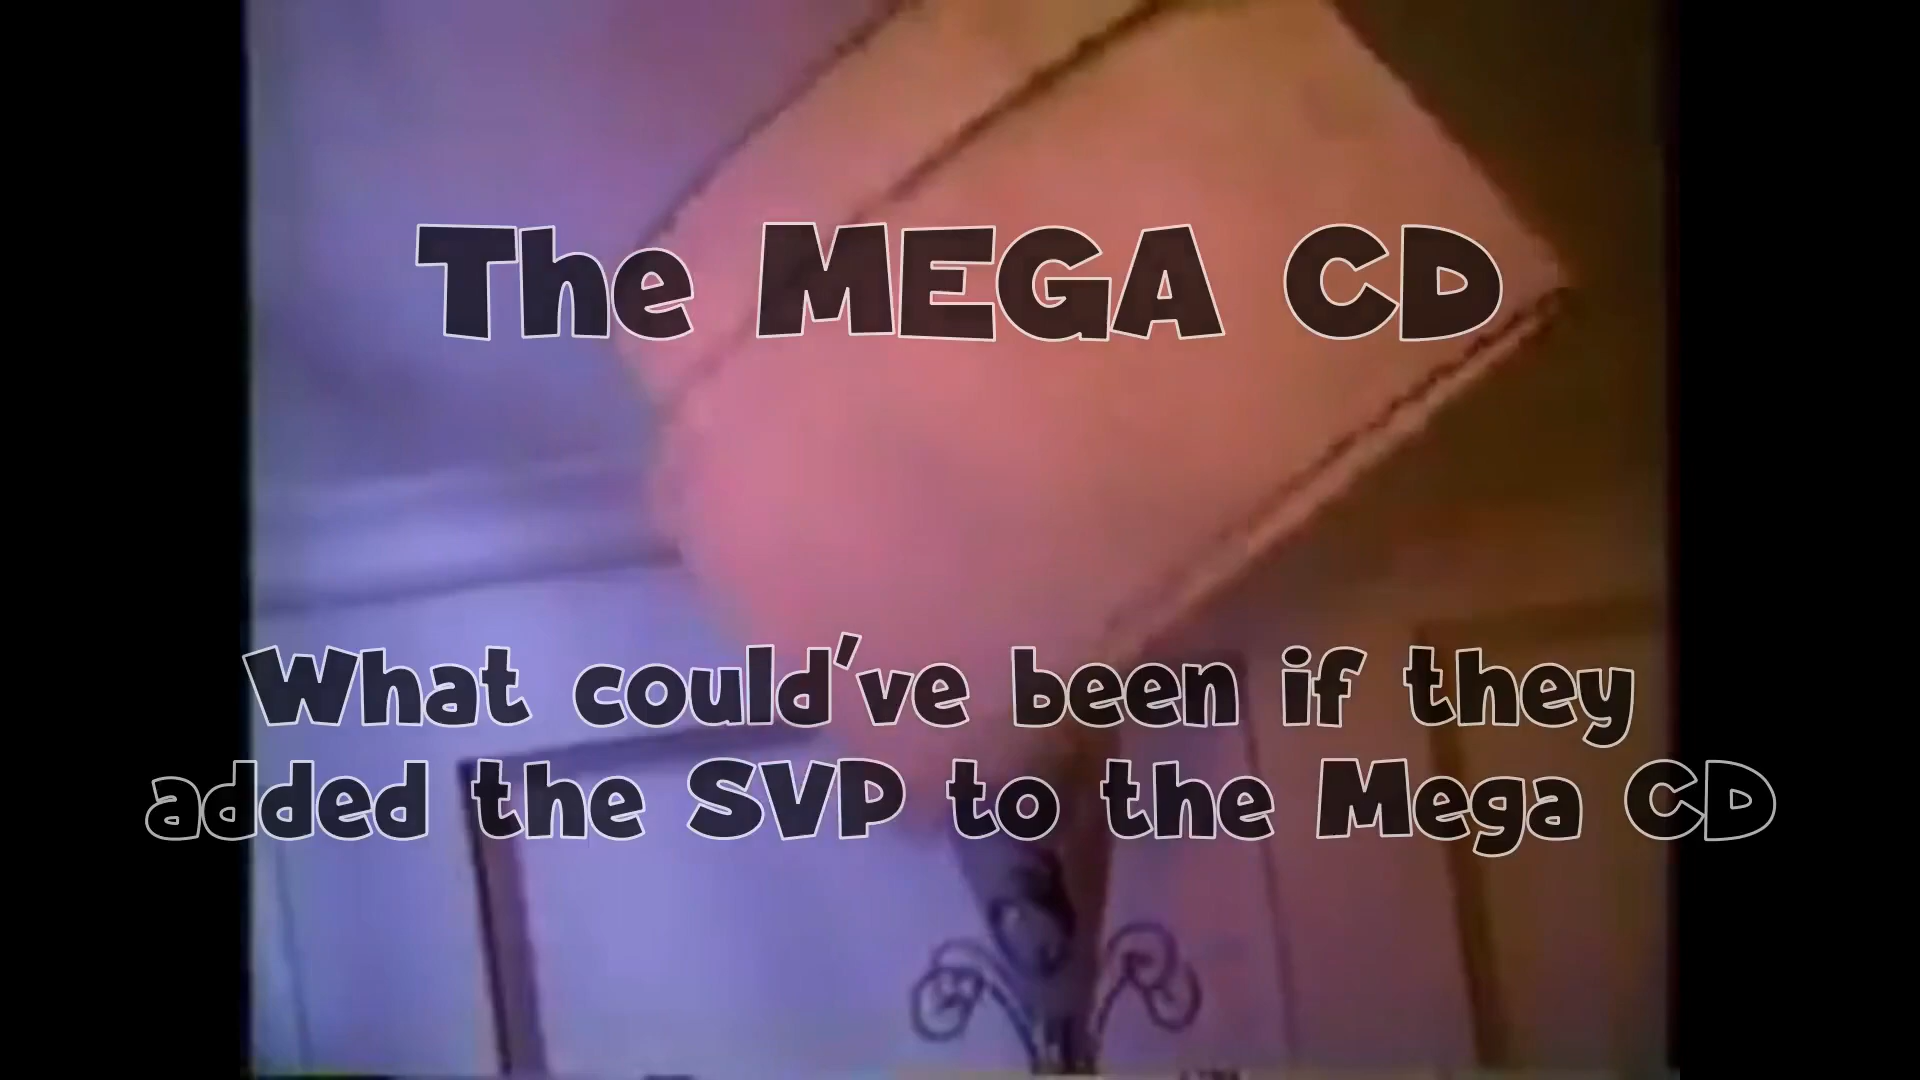 The MEGA CD
What could've been if they
added the SVP to the Mega CD